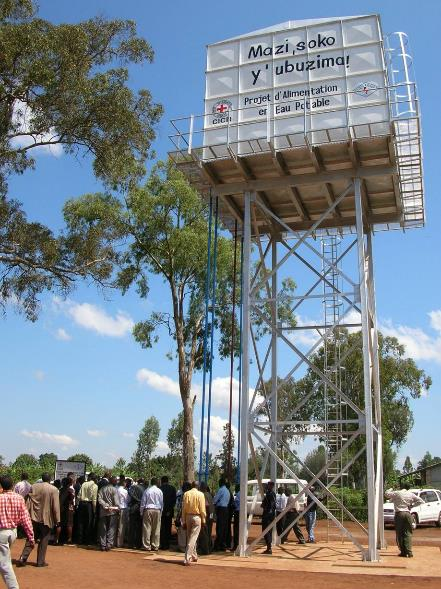 Mazi, soko
y' ubuzima!
Projet d'Alimentation
en Eau Potable
CICR